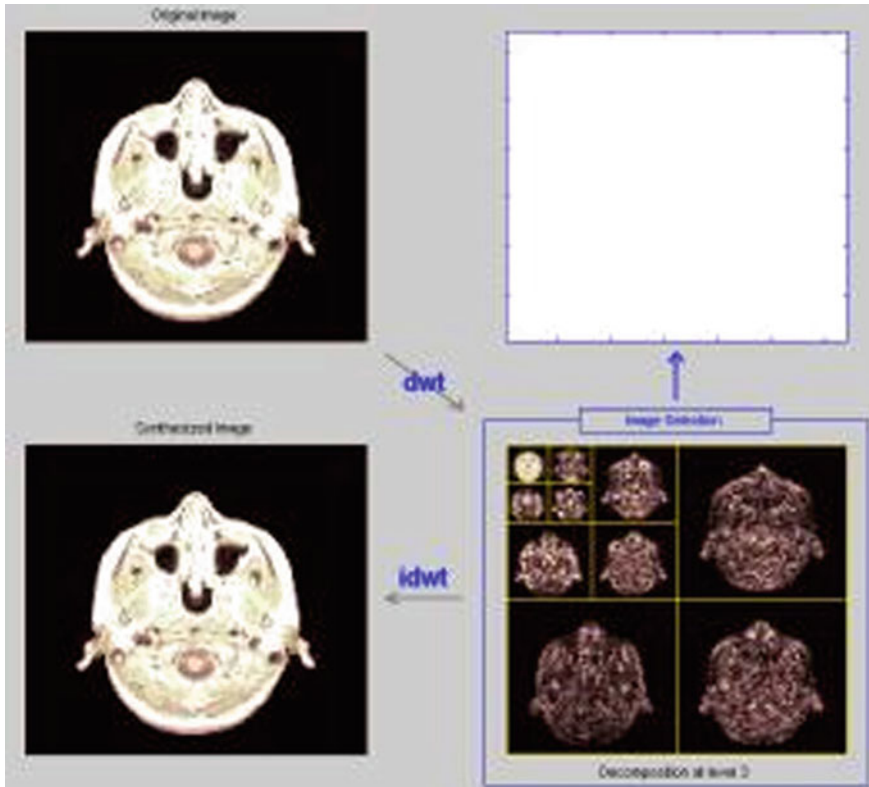 Original Image
dwt
Image Selection
Synthesized Image
idwt
Decomposition at level 3